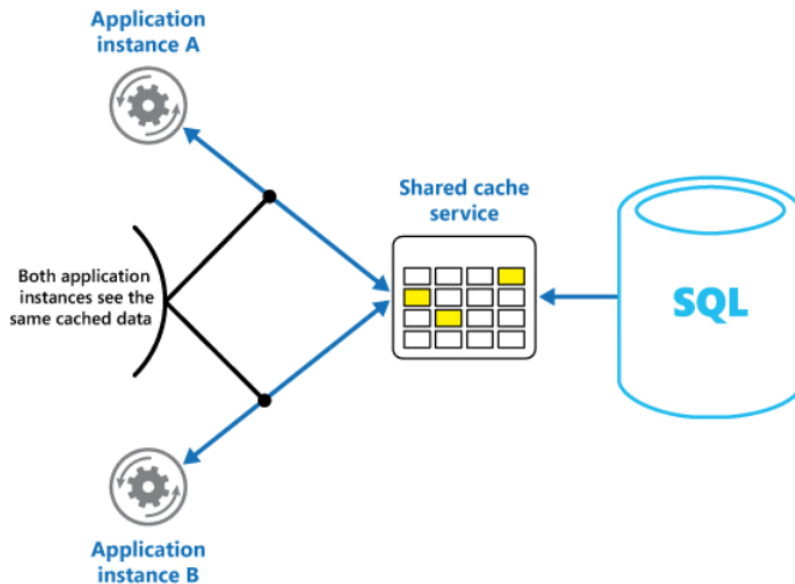 Application
instance A
Shared cache
service
Both application
instances see the
same cached data
SQL
Application
instance B